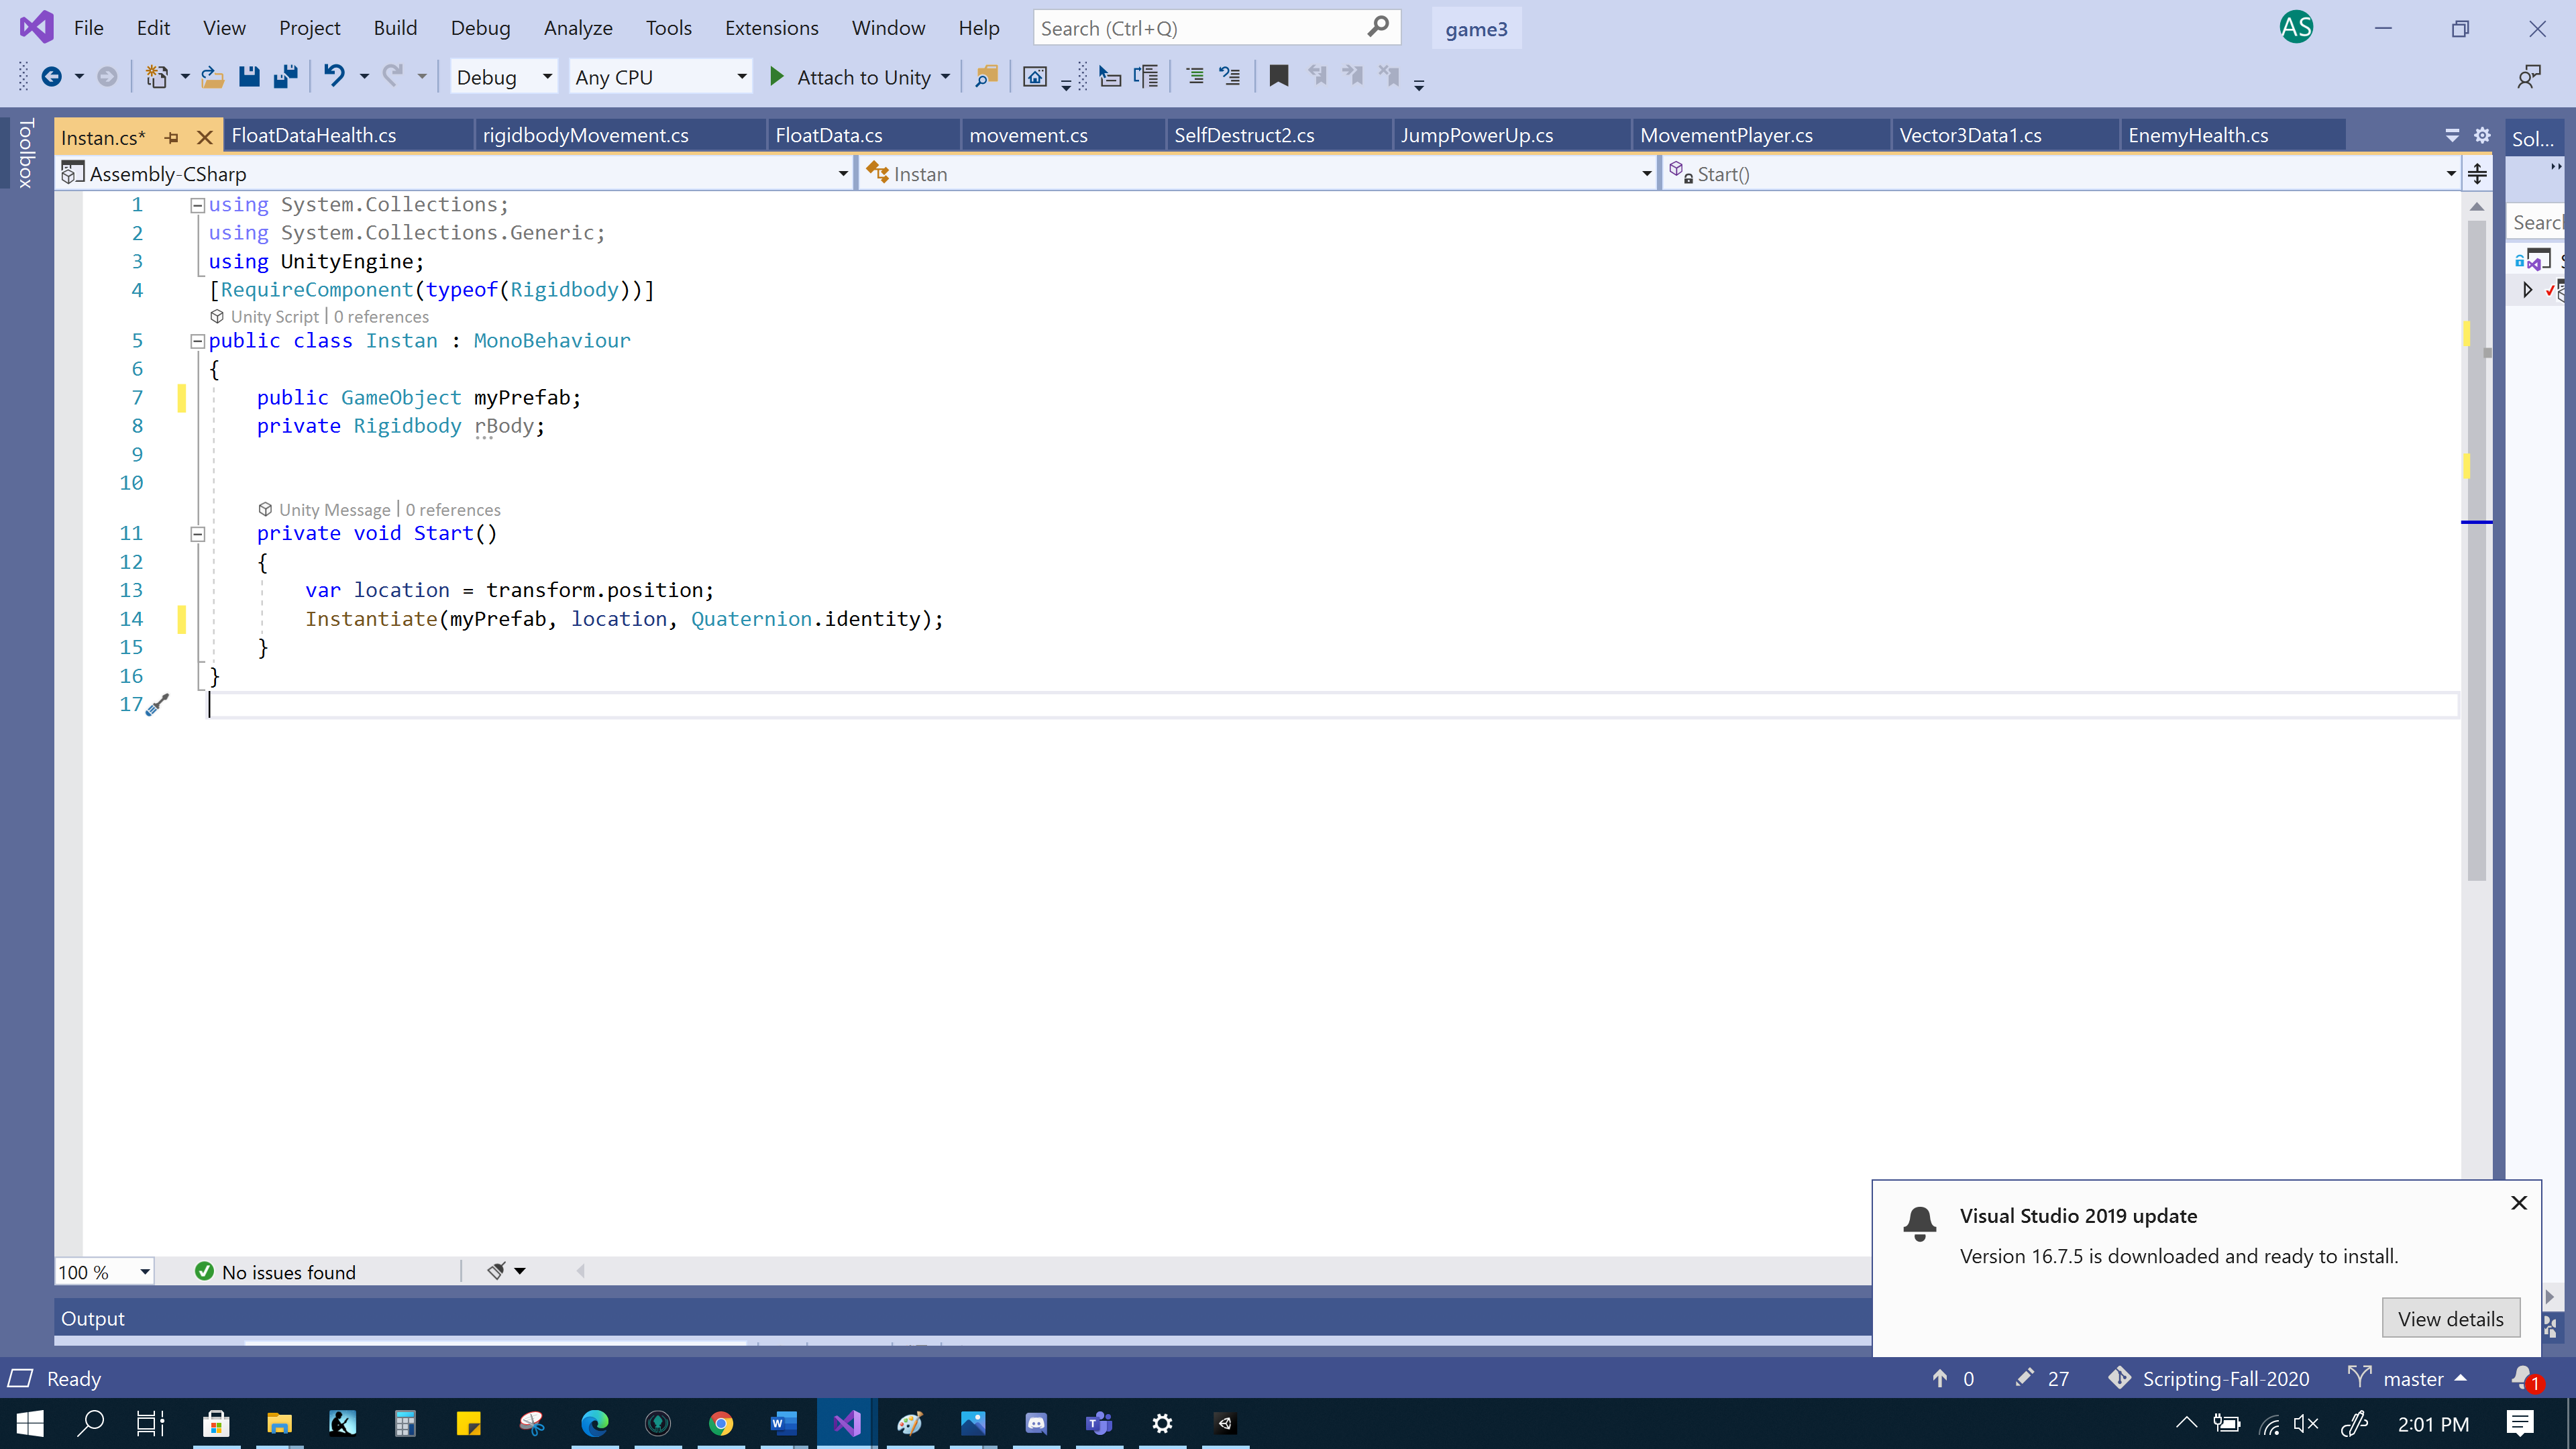 File Edit View Project Build Debug Analyze Tools Extensions Window Help Search (Ctrl+Q) game3 AS
Debug Any CPU Attach to Unity
Toolbox
Instan.cs* FloatDataHealth.cs rigidbodyMovement.cs FloatData.cs movement.cs SelfDestruct2.cs JumpPowerUp.cs MovementPlayer.cs Vector3Data1.cs EnemyHealth.cs Sol...
Assembly-CSharp Instan Start()
1 using System.Collections;
2 using System.Collections.Generic;
3 using UnityEngine;
4 [RequireComponent(typeof(Rigidbody))]
Unity Script | 0 references
5 public class Instan : MonoBehaviour
6 {
7 public GameObject myPrefab;
8 private Rigidbody rBody;
9
10
Unity Message | 0 references
11 private void Start()
12 {
13 var location = transform.position;
14 Instantiate(myPrefab, location, Quaternion.identity);
15 }
16 }
17
100 % No issues found
Output
Visual Studio 2019 update
Version 16.7.5 is downloaded and ready to install.
View details
Ready 0 27 Scripting-Fall-2020 master 1
2:01 PM